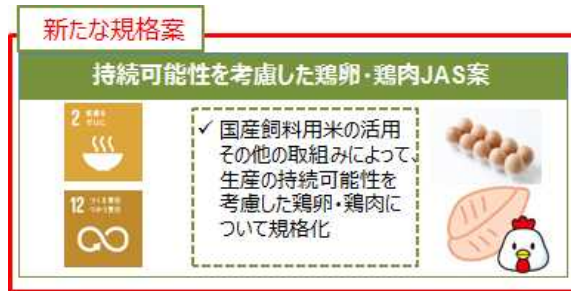 新たな規格案
持続可能性を考慮した鶏卵・鶏肉JAS案
2
12
✓ 国産飼料用米の活用
その他の取組みによって、
生産の持続可能性を
考慮した鶏卵・鶏肉に
ついて規格化